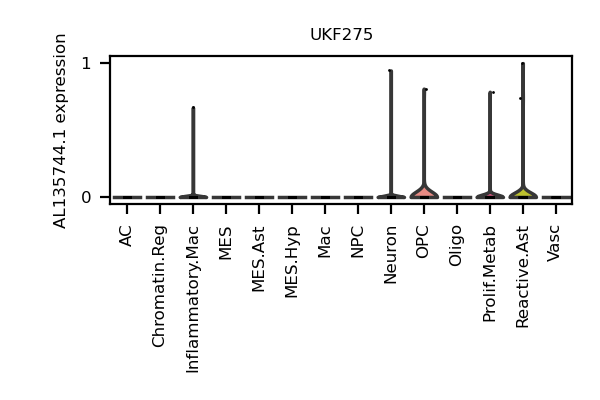 UKF275
AL135744.1 expression
1
0
AC
Chromatin.Reg
Inflammatory.Mac
MES
MES.Ast
MES.Hyp
Mac
NPC
Neuron
OPC
Oligo
Prolif.Metab
Reactive.Ast
Vasc